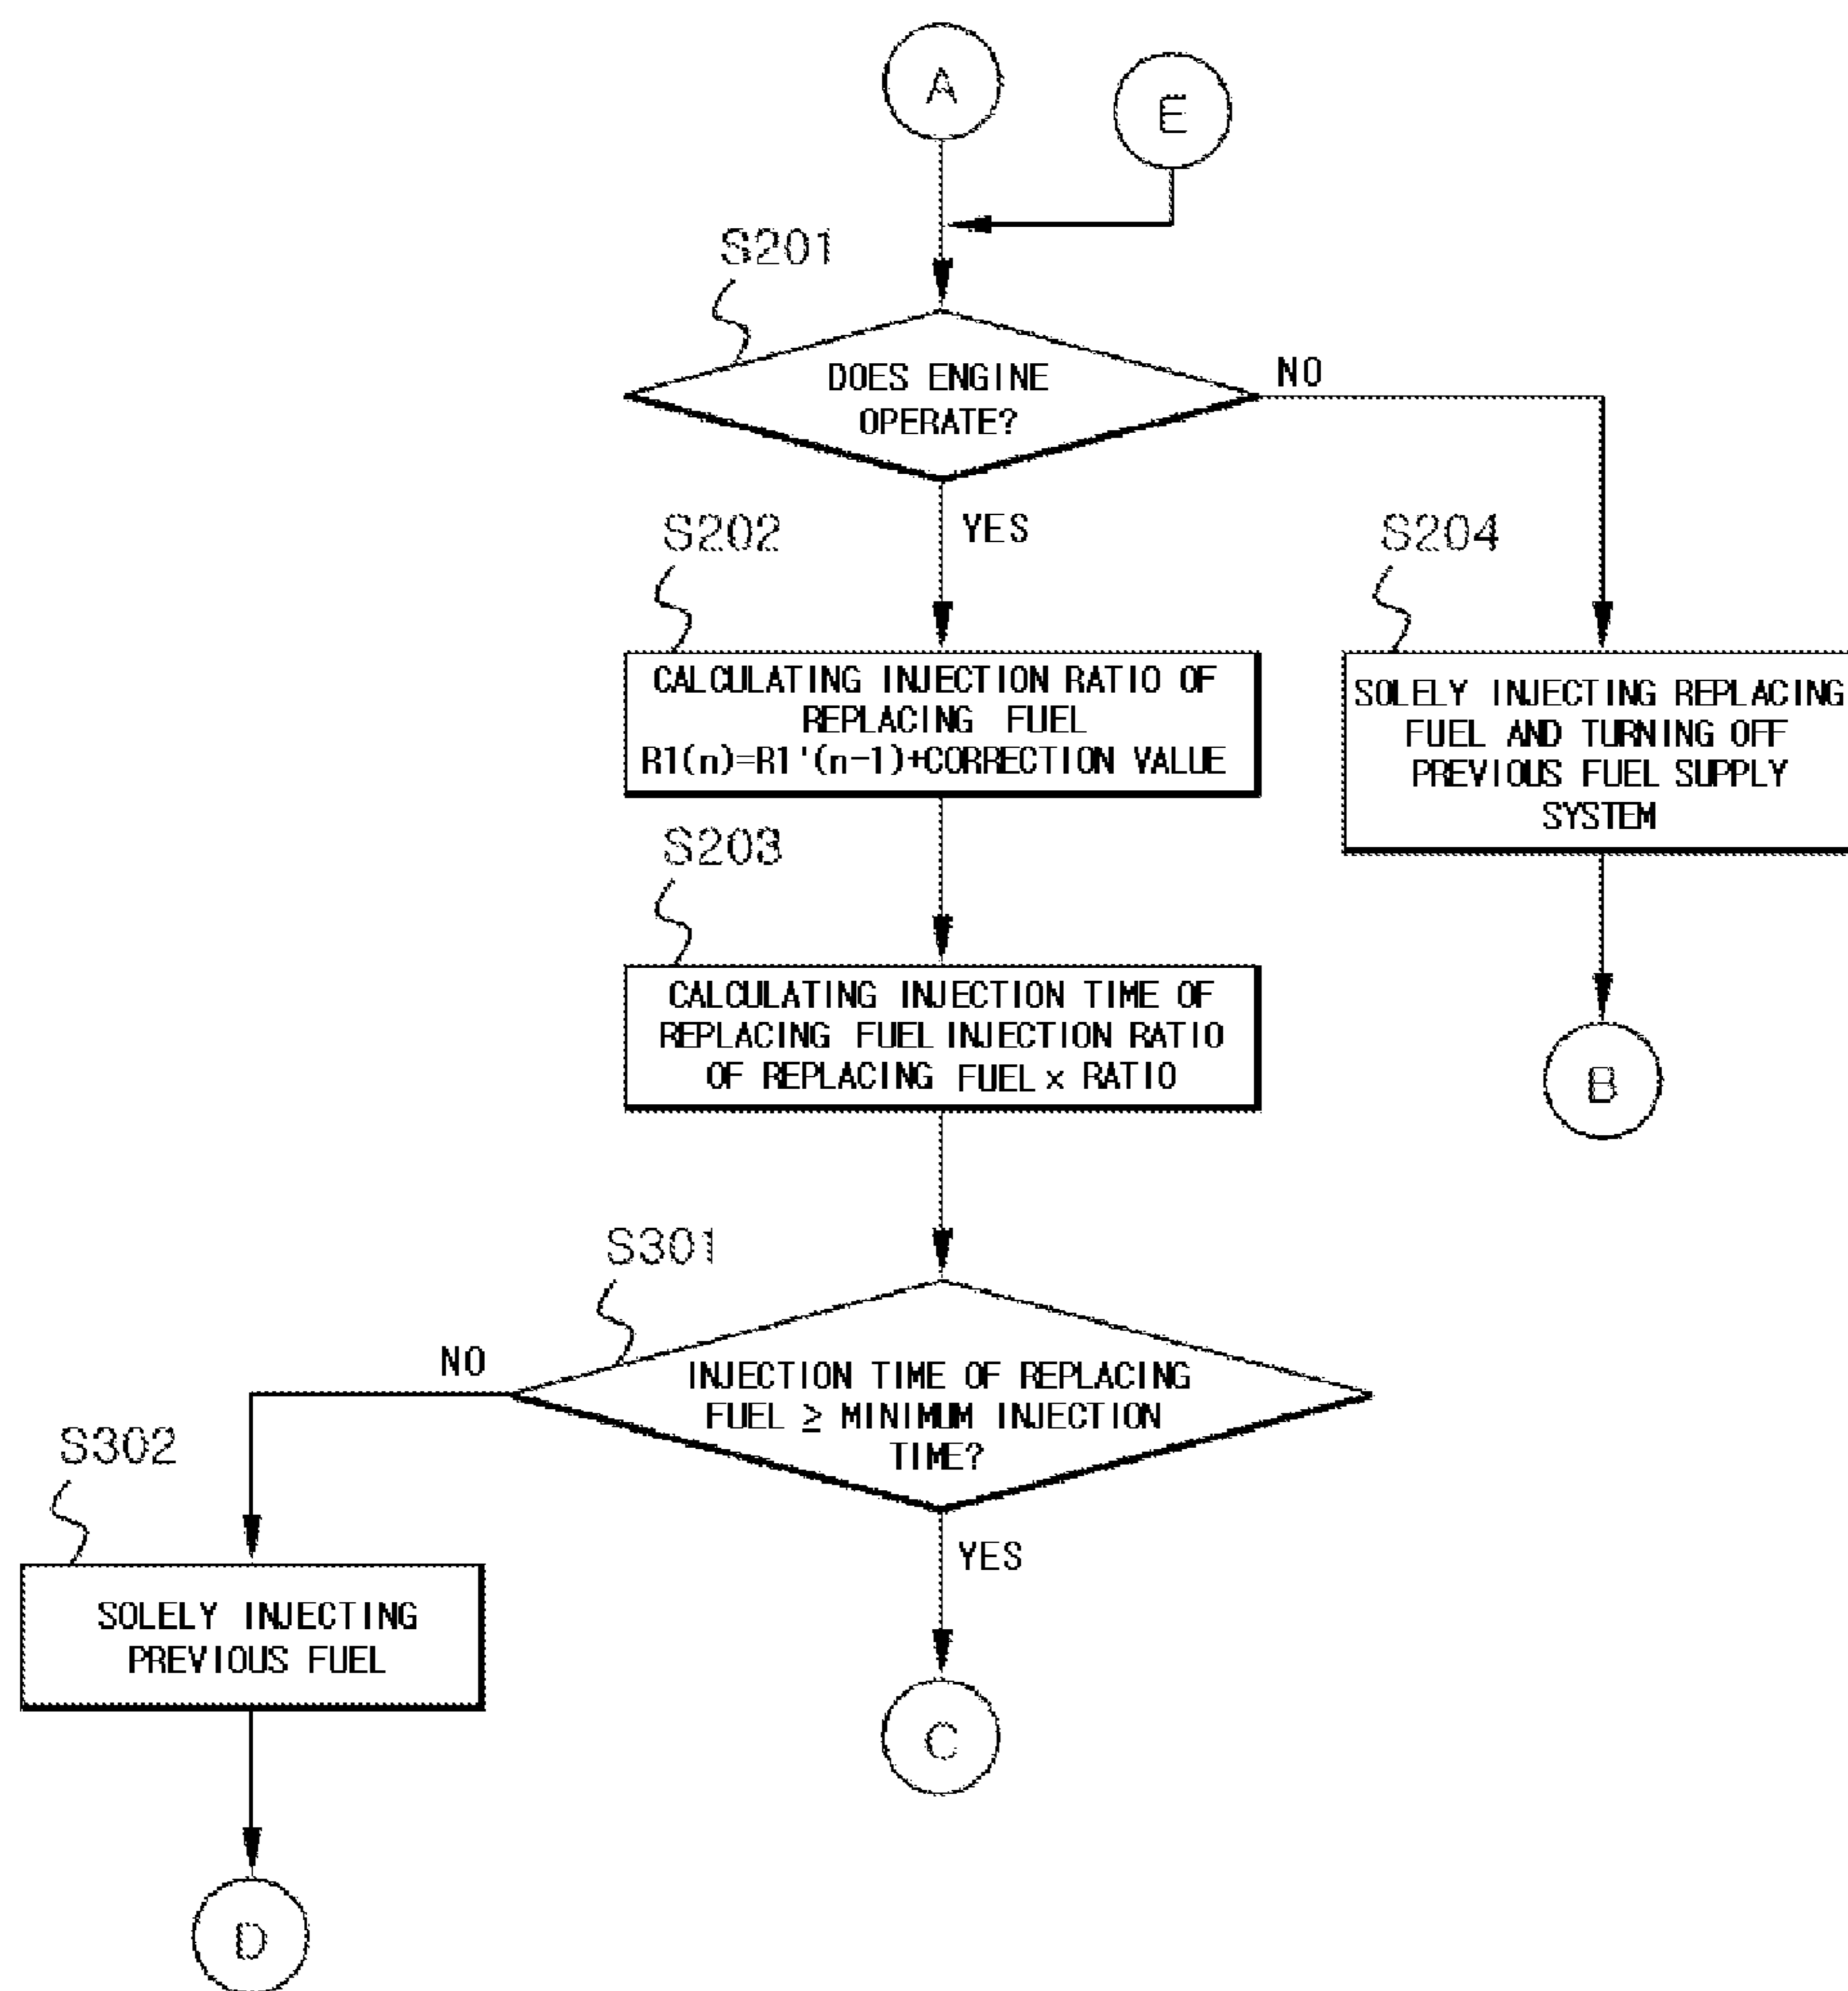 A
E
S201
DOES ENGINE
OPERATE?
NO
YES
S202
CALCULATING INJECTION RATIO OF
REPLACING FUEL
R1(n)=R1'(n-1)+CORRECTION VALUE
S204
SOLELY INJECTING REPLACING
FUEL AND TURNING OFF
PREVIOUS FUEL SUPPLY
SYSTEM
S203
CALCULATING INJECTION TIME OF
REPLACING FUEL INJECTION RATIO
OF REPLACING FUEL x RATIO
B
S301
INJECTION TIME OF REPLACING
FUEL ≥ MINIMUM INJECTION
TIME?
NO
YES
S302
SOLELY INJECTING
PREVIOUS FUEL
C
D